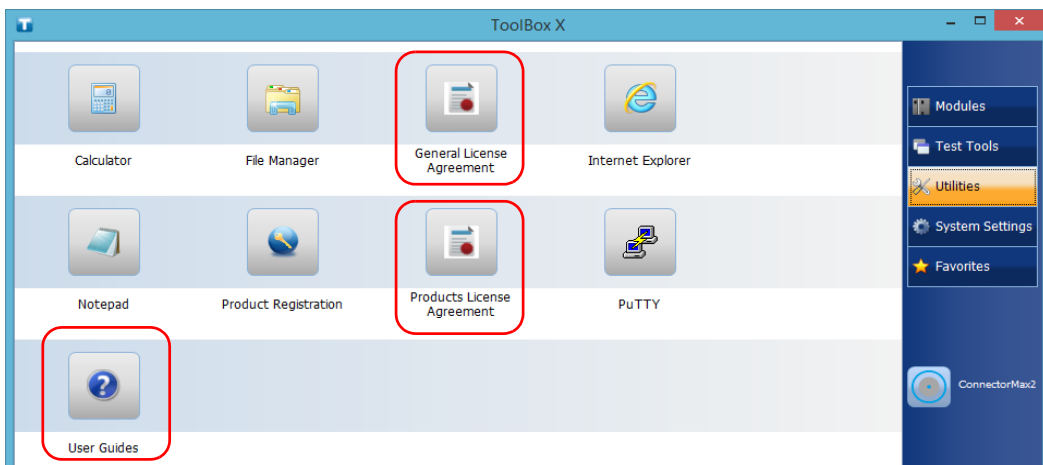 ToolBox X
Calculator
File Manager
General License
Agreement
Internet Explorer
Notepad
Product Registration
Products License
Agreement
PuTTY
User Guides
Modules
Test Tools
Utilities
System Settings
Favorites
ConnectorMax2